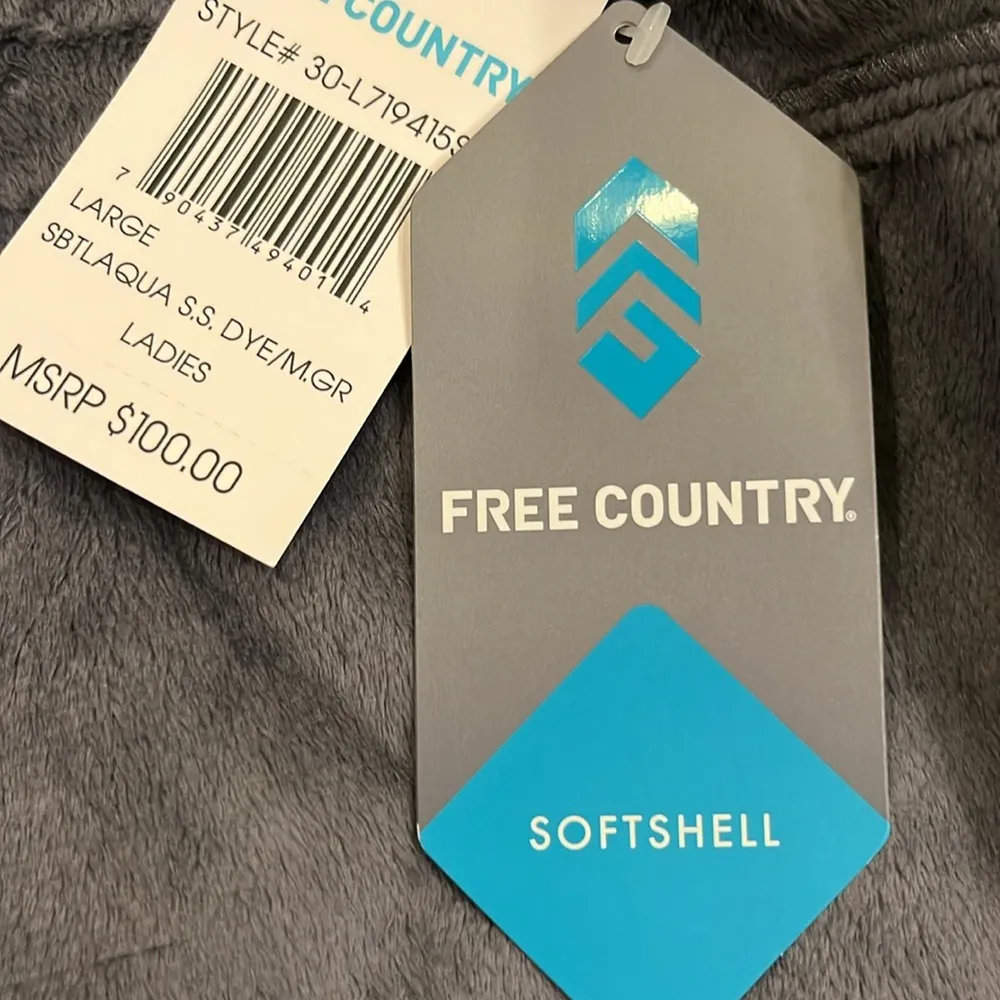 COUNTRY
STYLE# 30-L719415S
7 90437 49401 4
LARGE
SBTLAQUA S.S. DYE/M.GR
LADIES
MSRP $100.00
FREE COUNTRY®
SOFTSHELL